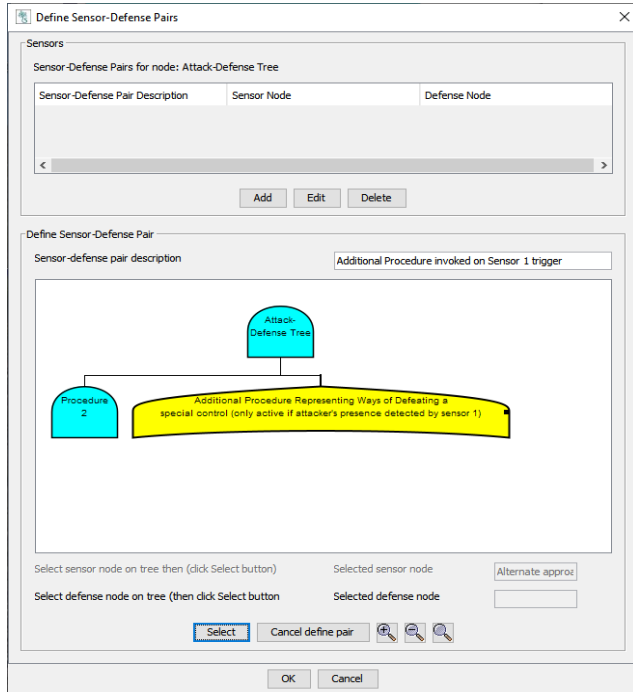 Define Sensor-Defense Pairs
Sensors
Sensor-Defense Pairs for node: Attack-Defense Tree
Sensor-Defense Pair Description Sensor Node Defense Node
Add Edit Delete
Define Sensor-Defense Pair
Sensor-defense pair description Additional Procedure invoked on Sensor 1 trigger
Attack-
Defense Tree
Procedure
2
Additional Procedure Representing Ways of Defeating a
special control (only active if attacker's presence detected by sensor 1)
Select sensor node on tree then (click Select button) Selected sensor node Alternate approa
Select defense node on tree (then click Select button Selected defense node
Select Cancel define pair
OK Cancel